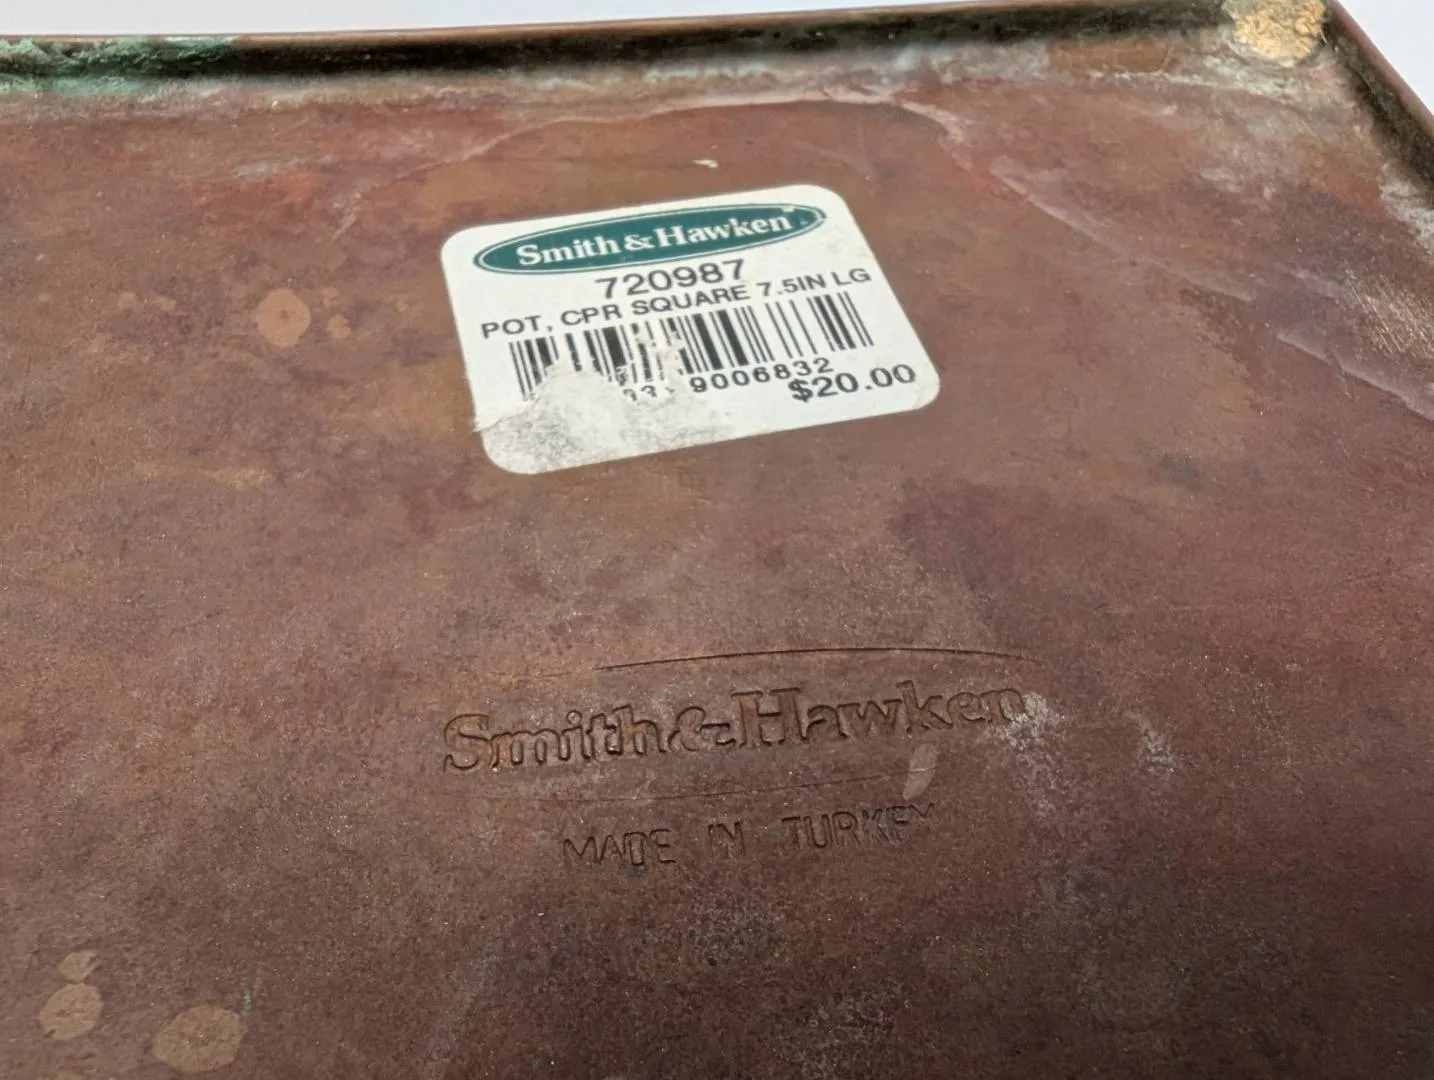 Smith & Hawken
720987
POT, CPR SQUARE 7.5IN LG
9006832
$20.00
Smith & Hawken
MADE IN TURKEY